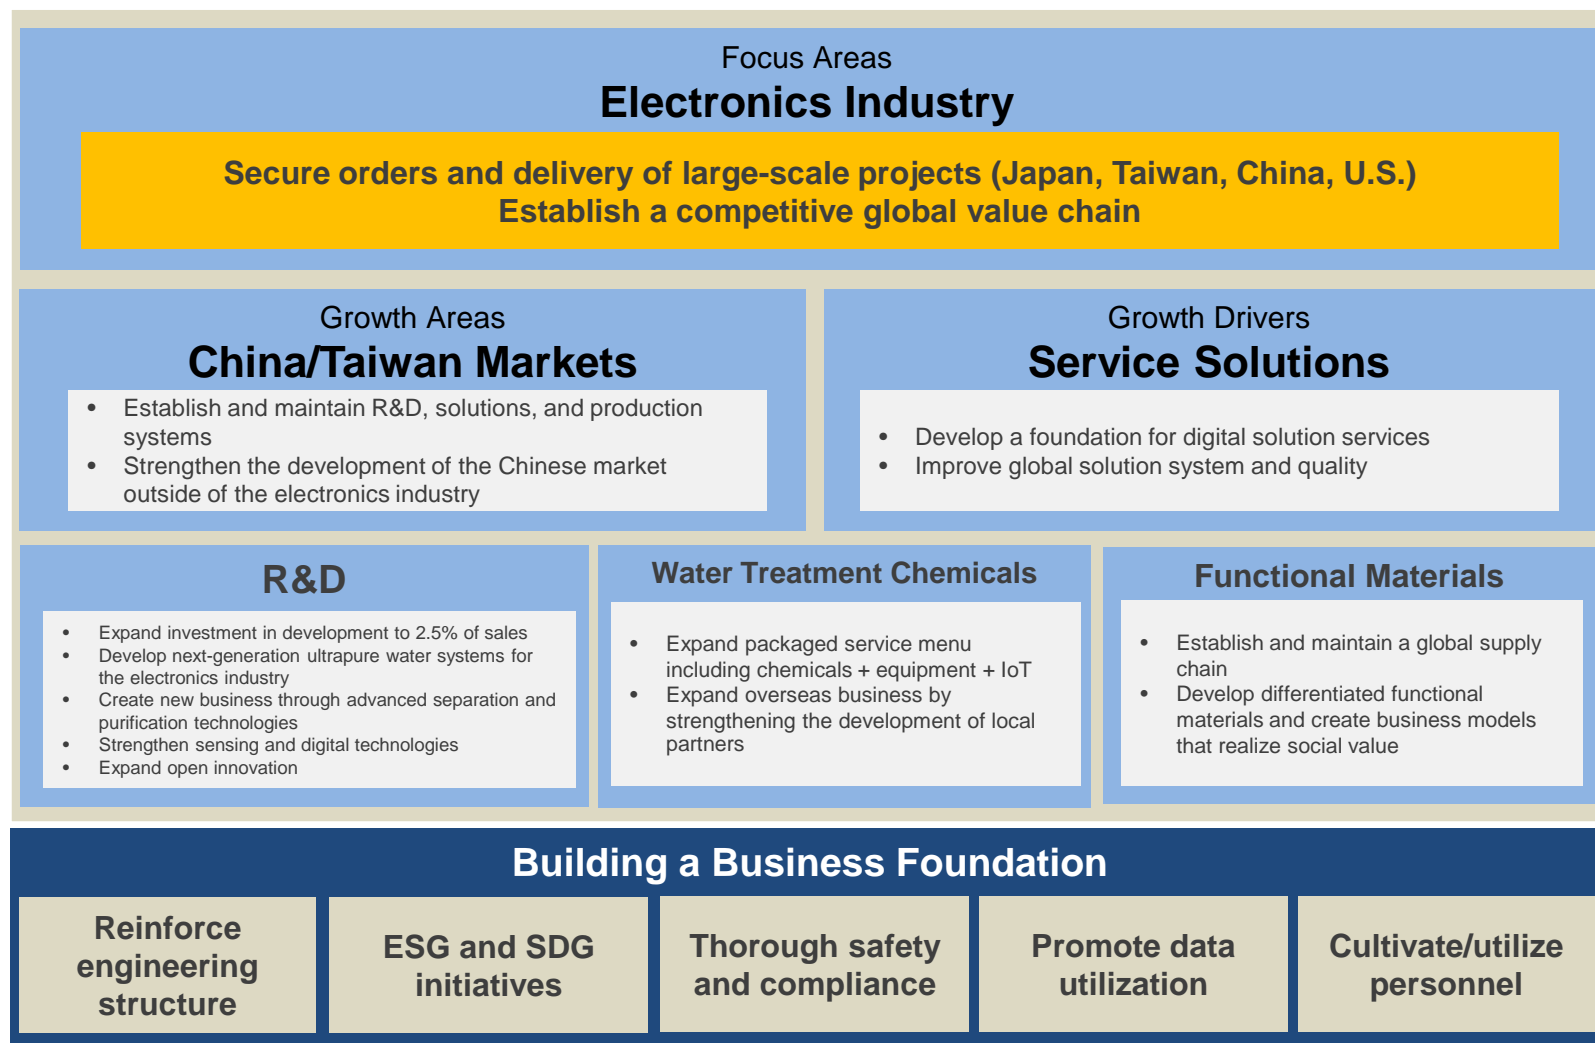 Focus Areas
Electronics Industry
Secure orders and delivery of large-scale projects (Japan, Taiwan, China, U.S.)
Establish a competitive global value chain
Growth Areas
China/Taiwan Markets
• Establish and maintain R&D, solutions, and production
systems
• Strengthen the development of the Chinese market
outside of the electronics industry
Growth Drivers
Service Solutions
• Develop a foundation for digital solution services
• Improve global solution system and quality
R&D
• Expand investment in development to 2.5% of sales
• Develop next-generation ultrapure water systems for
the electronics industry
• Create new business through advanced separation and
purification technologies
• Strengthen sensing and digital technologies
• Expand open innovation
Water Treatment Chemicals
• Expand packaged service menu
including chemicals + equipment + IoT
• Expand overseas business by
strengthening the development of local
partners
Functional Materials
• Establish and maintain a global supply
chain
• Develop differentiated functional
materials and create business models
that realize social value
Building a Business Foundation
Reinforce
engineering
structure
ESG and SDG
initiatives
Thorough safety
and compliance
Promote data
utilization
Cultivate/utilize
personnel